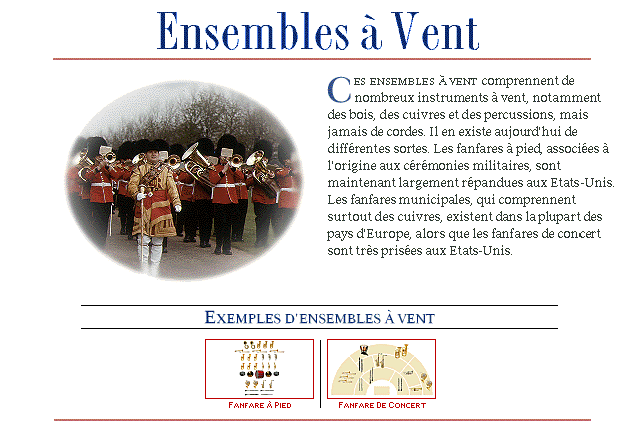 Ensembles à Vent
CES ENSEMBLES À VENT comprennent de
nombreux instruments à vent, notamment
des bois, des cuivres et des percussions, mais
jamais de cordes. Il en existe aujourd'hui de
différentes sortes. Les fanfares à pied, associées à
l'origine aux cérémonies militaires, sont
maintenant largement répandues aux Etats-Unis.
Les fanfares municipales, qui comprennent
surtout des cuivres, existent dans la plupart des
pays d'Europe, alors que les fanfares de concert
sont très prisées aux Etats-Unis.
EXEMPLES D'ENSEMBLES À VENT
FANFARE À PIED
FANFARE DE CONCERT